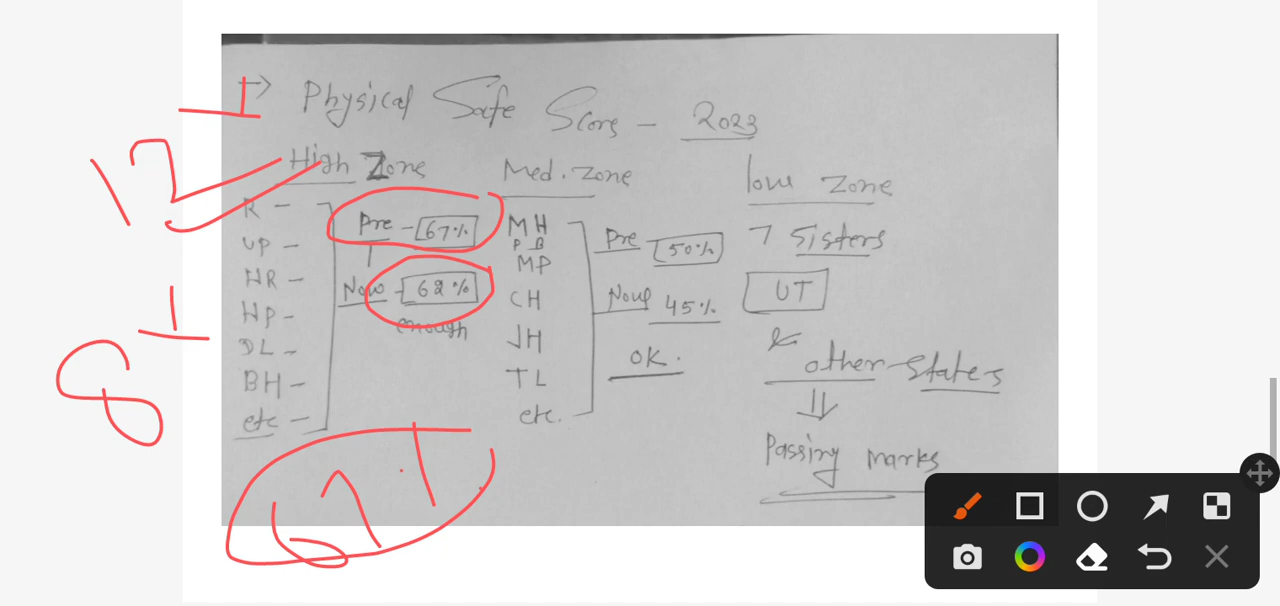 → Physical Safe Score - 2023
High Zone
R -
UP -
HR -
HP -
DL -
BH -
etc -
Pre - 67%
Now - 62%
enough
Med. Zone
MH
PB
MP
CH
JH
TL
etc.
Pre 50%
Now 45%
OK.
low zone
7 Sisters
UT
& other states
⇓
Passing marks
12
8
67